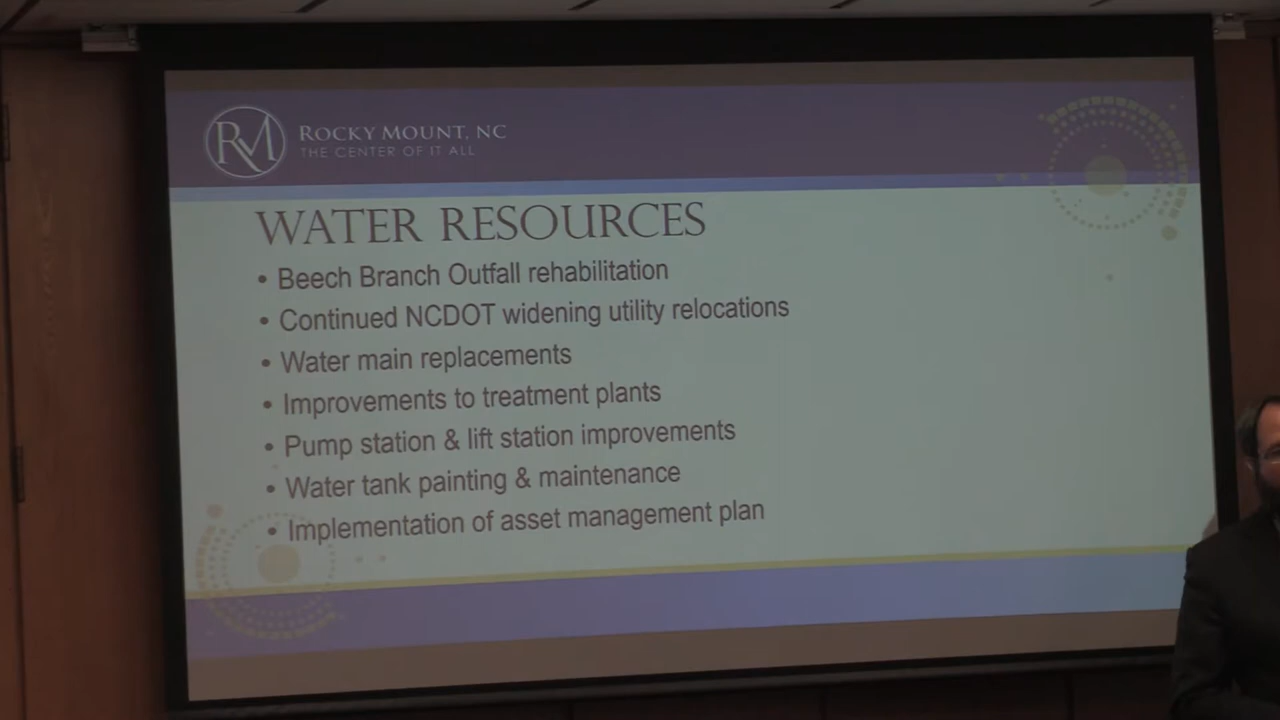 RM
ROCKY MOUNT, NC
THE CENTER OF IT ALL
WATER RESOURCES
• Beech Branch Outfall rehabilitation
• Continued NCDOT widening utility relocations
• Water main replacements
• Improvements to treatment plants
• Pump station & lift station improvements
• Water tank painting & maintenance
• Implementation of asset management plan